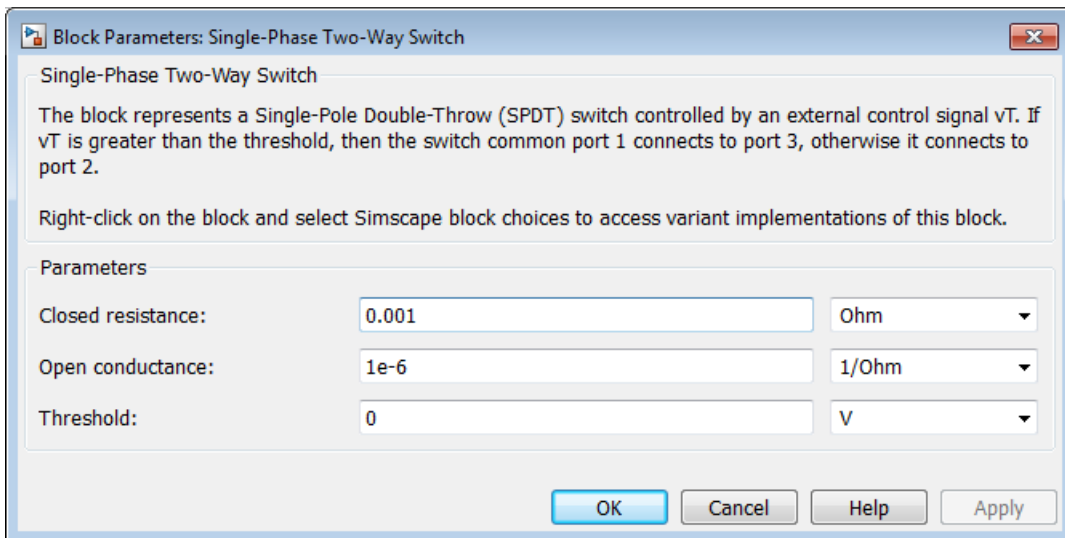 Block Parameters: Single-Phase Two-Way Switch
Single-Phase Two-Way Switch
The block represents a Single-Pole Double-Throw (SPDT) switch controlled by an external control signal vT. If
vT is greater than the threshold, then the switch common port 1 connects to port 3, otherwise it connects to
port 2.
Right-click on the block and select Simscape block choices to access variant implementations of this block.
Parameters
Closed resistance: 0.001 Ohm
Open conductance: 1e-6 1/Ohm
Threshold: 0 V
OK Cancel Help Apply